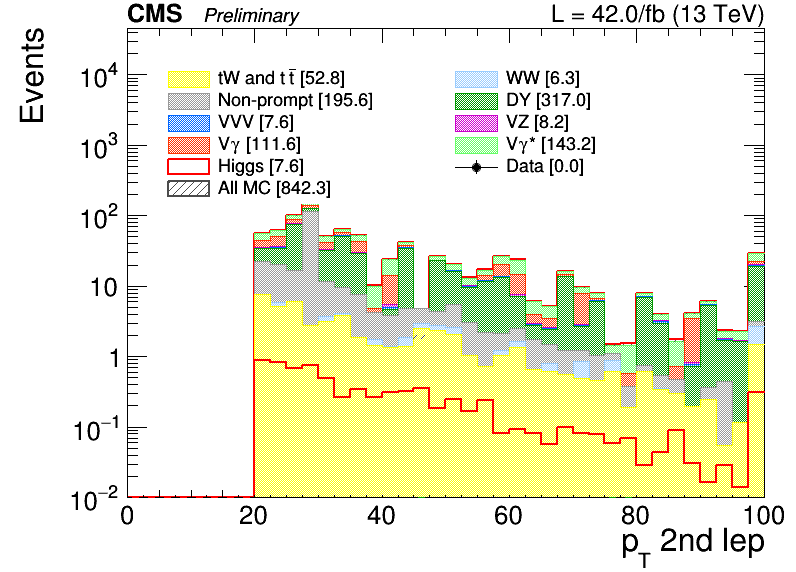 CMS Preliminary L = 42.0/fb (13 TeV)
Events
10⁴
10³
10²
10
1
10⁻¹
10⁻²
tW and tt̅ [52.8]
WW [6.3]
Non-prompt [195.6]
DY [317.0]
VVV [7.6]
VZ [8.2]
Vγ [111.6]
Vγ* [143.2]
Higgs [7.6]
Data [0.0]
All MC [842.3]
0 20 40 60 80 100
p_T 2nd lep